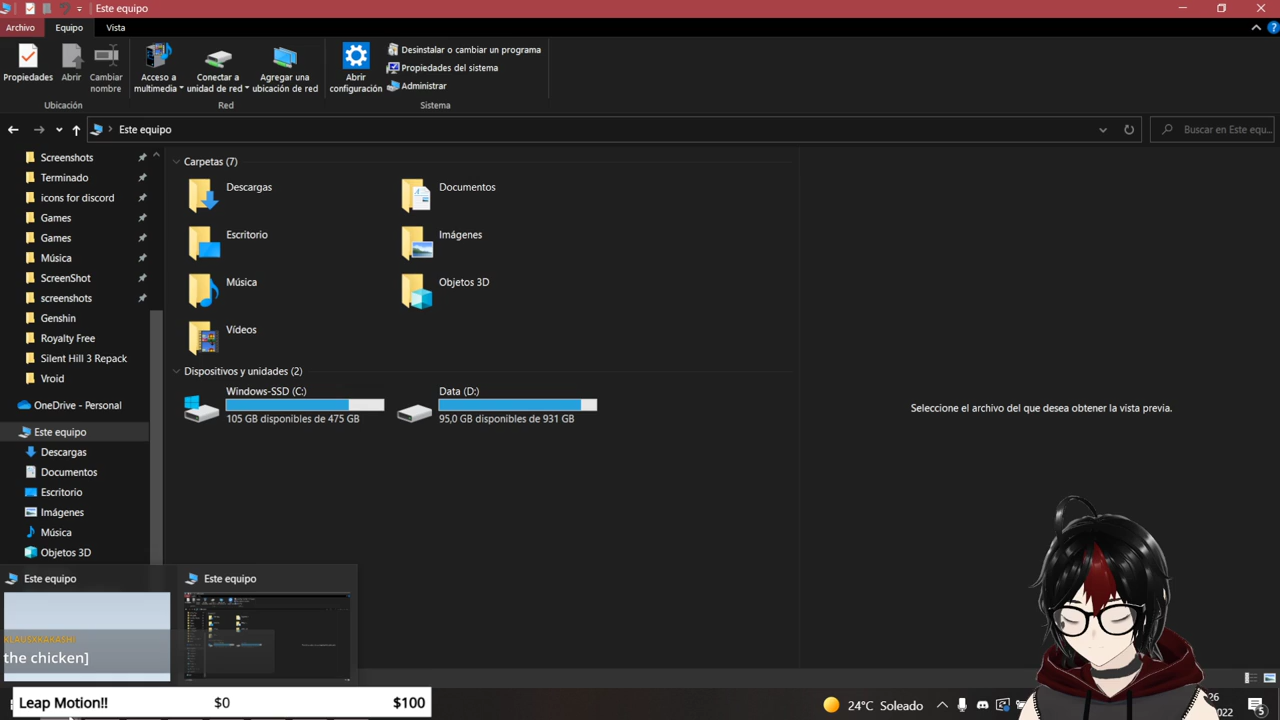 Este equipo
Archivo
Equipo
Vista
Propiedades
Abrir
Cambiar
nombre
Ubicación
Acceso a
multimedia
Conectar a
unidad de red
Agregar una
ubicación de red
Red
Abrir
configuración
Desinstalar o cambiar un programa
Propiedades del sistema
Administrar
Sistema
Este equipo
Buscar en Este equ...
Screenshots
Terminado
icons for discord
Games
Games
Música
ScreenShot
screenshots
Genshin
Royalty Free
Silent Hill 3 Repack
Vroid
OneDrive - Personal
Este equipo
Descargas
Documentos
Escritorio
Imágenes
Música
Objetos 3D
Carpetas (7)
Descargas
Documentos
Escritorio
Imágenes
Música
Objetos 3D
Vídeos
Dispositivos y unidades (2)
Windows-SSD (C:)
105 GB disponibles de 475 GB
Data (D:)
95,0 GB disponibles de 931 GB
Seleccione el archivo del que desea obtener la vista previa.
Este equipo
Este equipo
KLAUSXKAKASHI
the chicken]
Leap Motion!!
$0
$100
24°C Soleado
26
2022
5